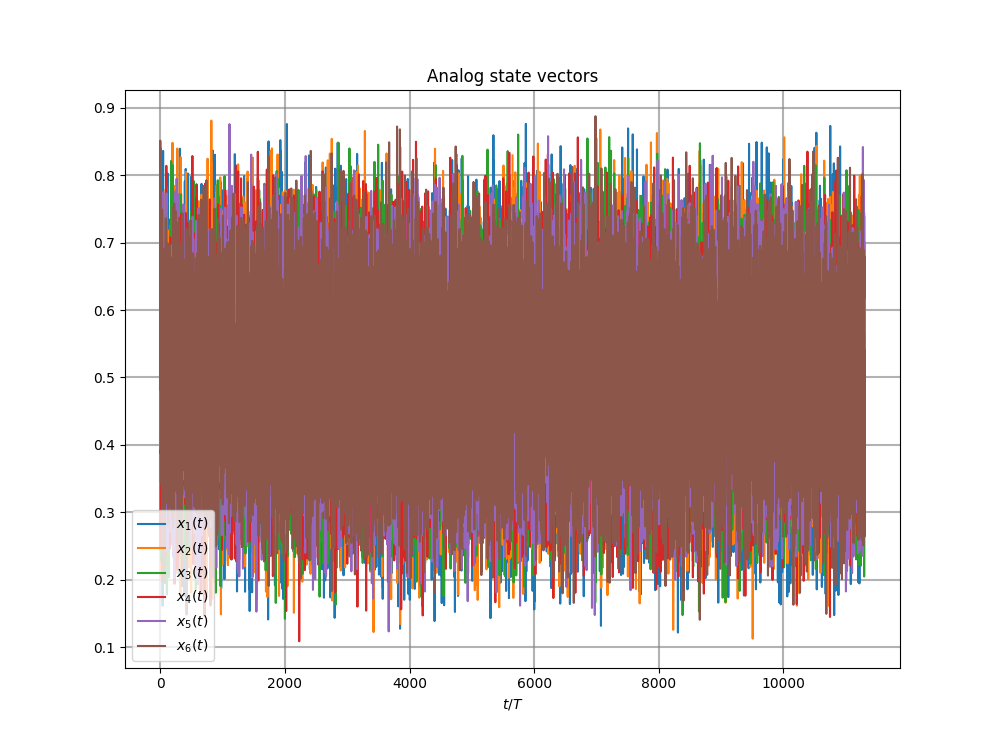 Analog state vectors
0.9
0.8
0.7
0.6
0.5
0.4
0.3
0.2
0.1
x₁(t)
x₂(t)
x₃(t)
x₄(t)
x₅(t)
x₆(t)
0 2000 4000 6000 8000 10000
t/T